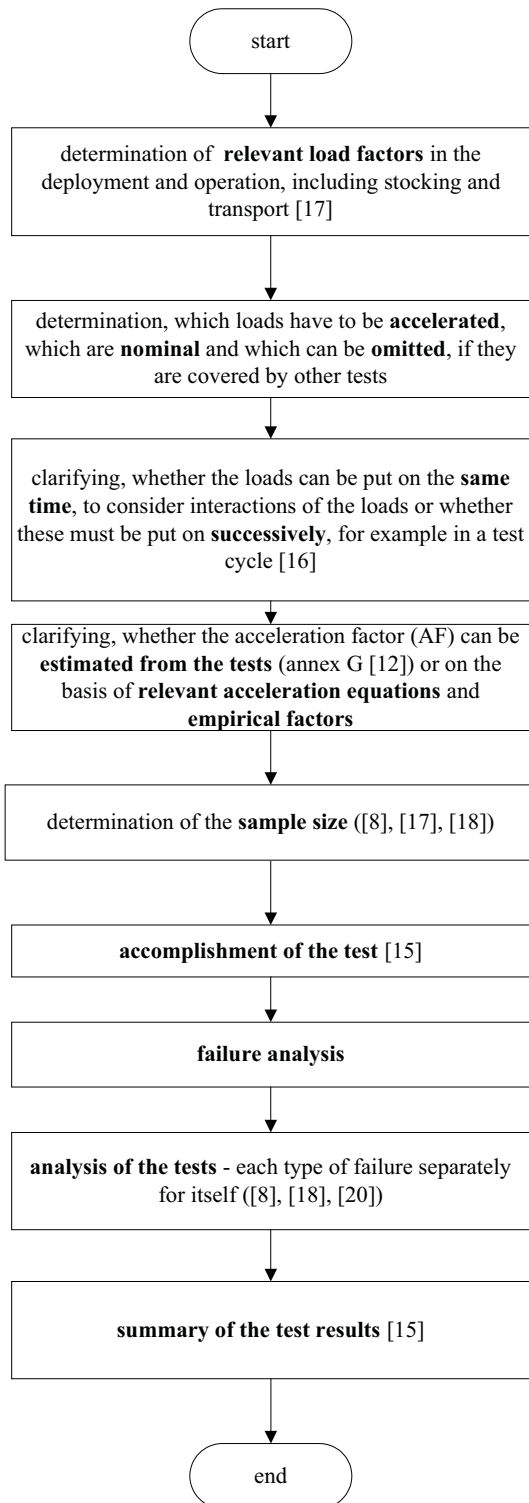 start
determination of relevant load factors in the
deployment and operation, including stocking and
transport [17]
determination, which loads have to be accelerated,
which are nominal and which can be omitted, if they
are covered by other tests
clarifying, whether the loads can be put on the same
time, to consider interactions of the loads or whether
these must be put on successively, for example in a test
cycle [16]
clarifying, whether the acceleration factor (AF) can be
estimated from the tests (annex G [12]) or on the
basis of relevant acceleration equations and
empirical factors
determination of the sample size ([8], [17], [18])
accomplishment of the test [15]
failure analysis
analysis of the tests - each type of failure separately
for itself ([8], [18], [20])
summary of the test results [15]
end